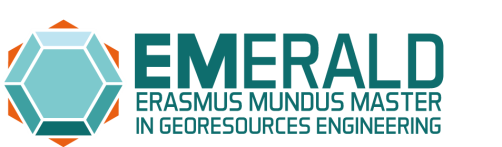 EMERALD
ERASMUS MUNDUS MASTER
IN GEORESOURCES ENGINEERING